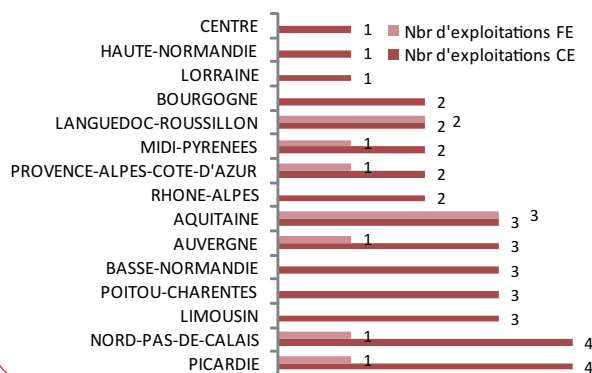 CENTRE 1 Nbr d'exploitations FE
HAUTE-NORMANDIE 1 Nbr d'exploitations CE
LORRAINE 1
BOURGOGNE 2
LANGUEDOC-ROUSSILLON 2 2
MIDI-PYRENEES 1 2
PROVENCE-ALPES-COTE-D'AZUR 1 2
RHONE-ALPES 2
AQUITAINE 3 3
AUVERGNE 1 3
BASSE-NORMANDIE 3
POITOU-CHARENTES 3
LIMOUSIN 3
NORD-PAS-DE-CALAIS 1 4
PICARDIE 1 4